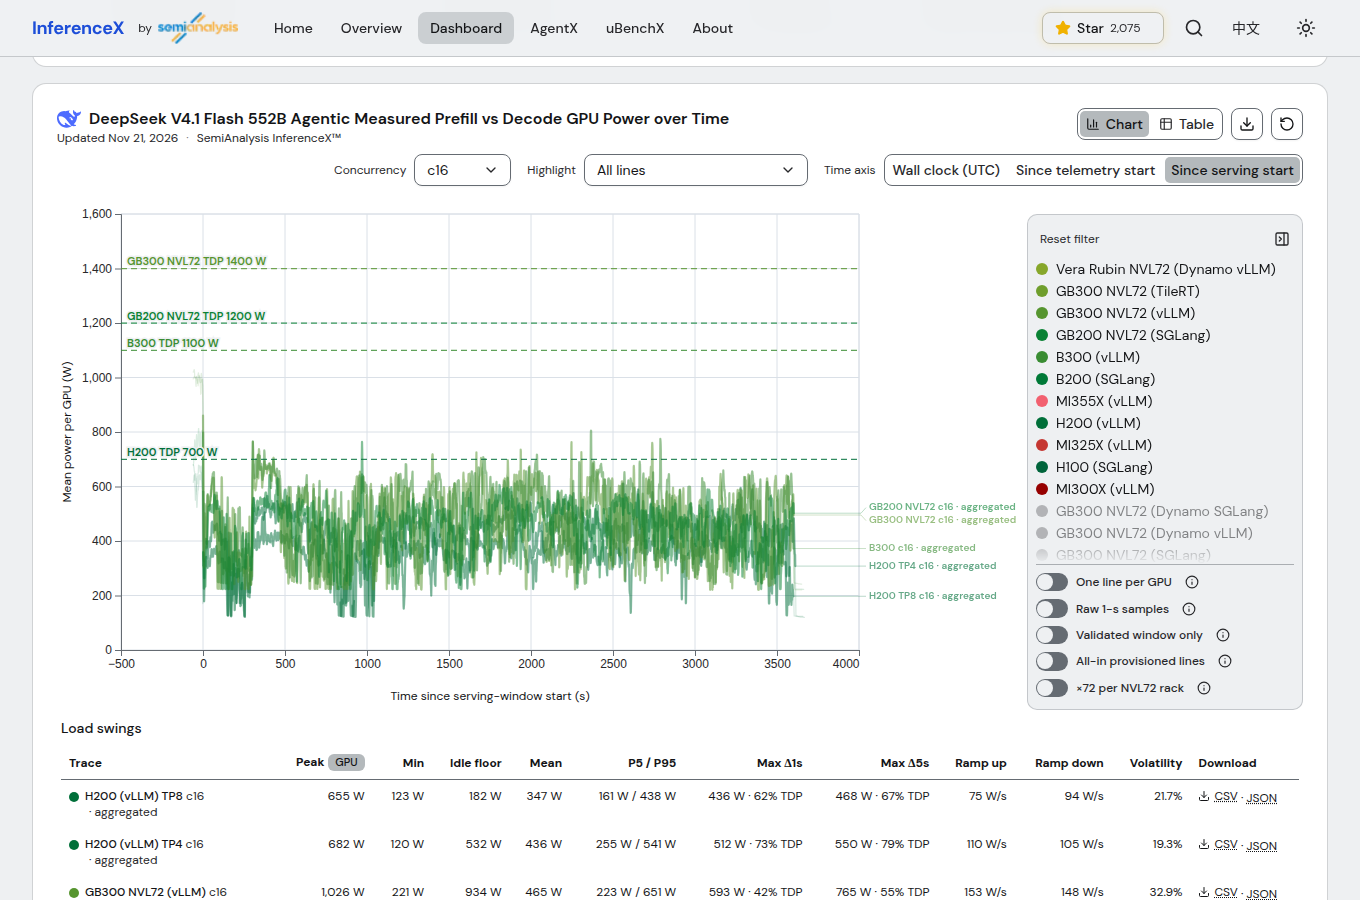 InferenceX by semianalysis Home Overview Dashboard AgentX uBenchX About Star 2,075 中文
DeepSeek V4.1 Flash 552B Agentic Measured Prefill vs Decode GPU Power over Time
Chart Table
Updated Nov 21, 2026 · SemiAnalysis InferenceX™
Concurrency c16 Highlight All lines Time axis Wall clock (UTC) Since telemetry start Since serving start
Mean power per GPU (W)
1,600
1,400
1,200
1,000
800
600
400
200
0
GB300 NVL72 TDP 1400 W
GB200 NVL72 TDP 1200 W
B300 TDP 1100 W
H200 TDP 700 W
GB200 NVL72 c16 · aggregated
GB300 NVL72 c16 · aggregated
B300 c16 · aggregated
H200 TP4 c16 · aggregated
H200 TP8 c16 · aggregated
−500 0 500 1000 1500 2000 2500 3000 3500 4000
Time since serving-window start (s)
Reset filter
Vera Rubin NVL72 (Dynamo vLLM)
GB300 NVL72 (TileRT)
GB300 NVL72 (vLLM)
GB200 NVL72 (SGLang)
B300 (vLLM)
B200 (SGLang)
MI355X (vLLM)
H200 (vLLM)
MI325X (vLLM)
H100 (SGLang)
MI300X (vLLM)
GB300 NVL72 (Dynamo SGLang)
GB300 NVL72 (Dynamo vLLM)
GB300 NVL72 (SGLang)
One line per GPU
Raw 1-s samples
Validated window only
All-in provisioned lines
×72 per NVL72 rack
Load swings
Trace Peak GPU Min Idle floor Mean P5 / P95 Max Δ1s Max Δ5s Ramp up Ramp down Volatility Download
H200 (vLLM) TP8 c16 655 W 123 W 182 W 347 W 161 W / 438 W 436 W · 62% TDP 468 W · 67% TDP 75 W/s 94 W/s 21.7% CSV · JSON
· aggregated
H200 (vLLM) TP4 c16 682 W 120 W 532 W 436 W 255 W / 541 W 512 W · 73% TDP 550 W · 79% TDP 110 W/s 105 W/s 19.3% CSV · JSON
· aggregated
GB300 NVL72 (vLLM) c16 1,026 W 221 W 934 W 465 W 223 W / 651 W 593 W · 42% TDP 765 W · 55% TDP 153 W/s 148 W/s 32.9% CSV · JSON